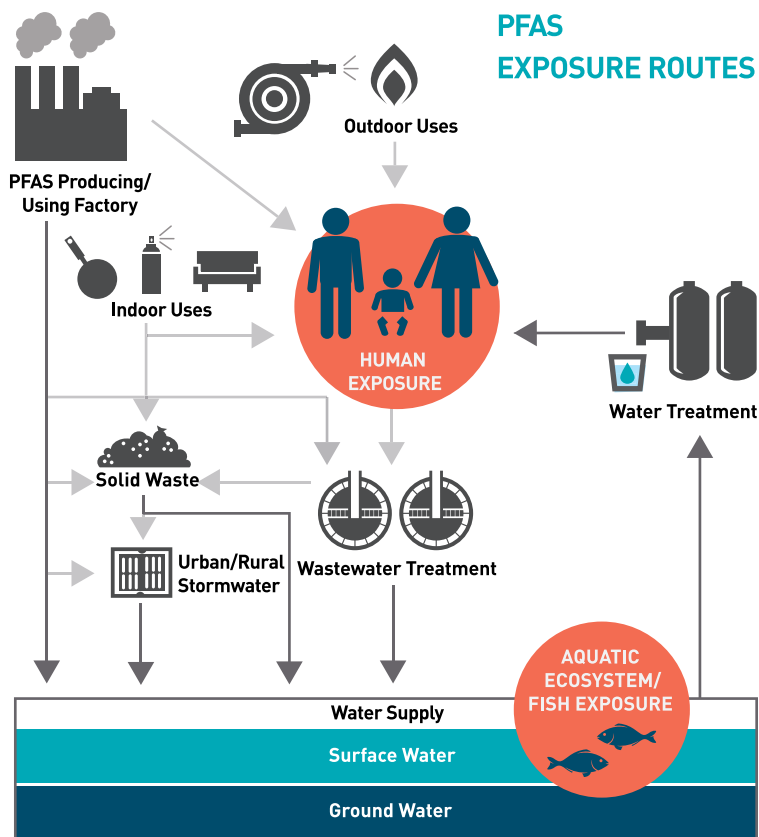 PFAS
EXPOSURE ROUTES
Outdoor Uses
PFAS Producing/
Using Factory
Indoor Uses
HUMAN
EXPOSURE
Water Treatment
Solid Waste
Urban/Rural
Stormwater
Wastewater Treatment
AQUATIC
ECOSYSTEM/
FISH EXPOSURE
Water Supply
Surface Water
Ground Water